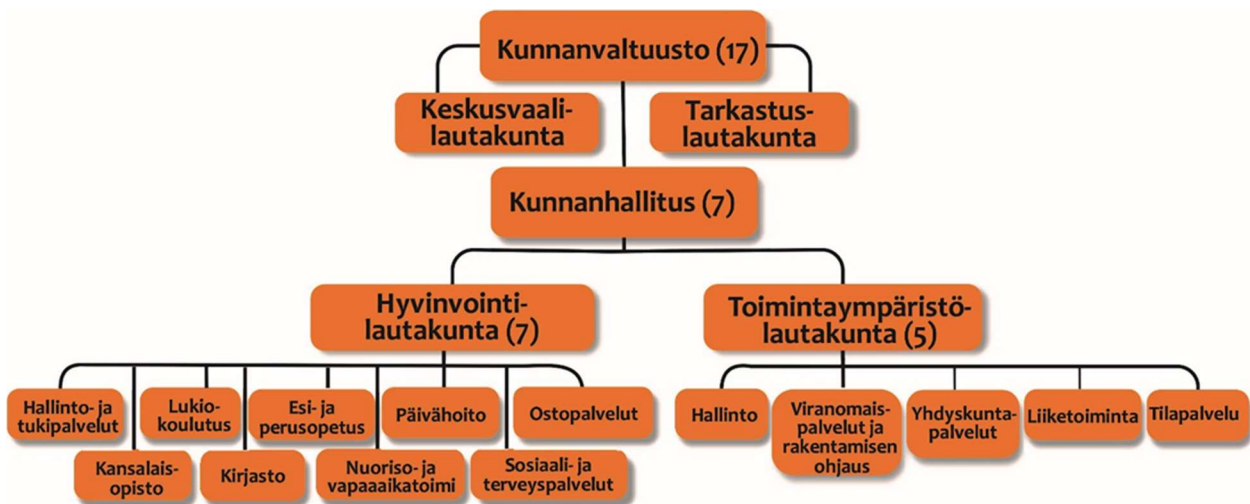 Kunnanvaltuusto (17)
Keskusvaali-
lautakunta
Tarkastus-
lautakunta
Kunnanhallitus (7)
Hyvinvointi-
lautakunta (7)
Toimintaympäristö-
lautakunta (5)
Hallinto- ja
tukipalvelut
Lukio-
koulutus
Esi- ja
perusopetus
Päivähoito
Ostopalvelut
Kansalais-
opisto
Kirjasto
Nuoriso- ja
vapaaaikatoimi
Sosiaali- ja
terveyspalvelut
Hallinto
Viranomais-
palvelut ja
rakentamisen
ohjaus
Yhdyskunta-
palvelut
Liiketoiminta
Tilapalvelu